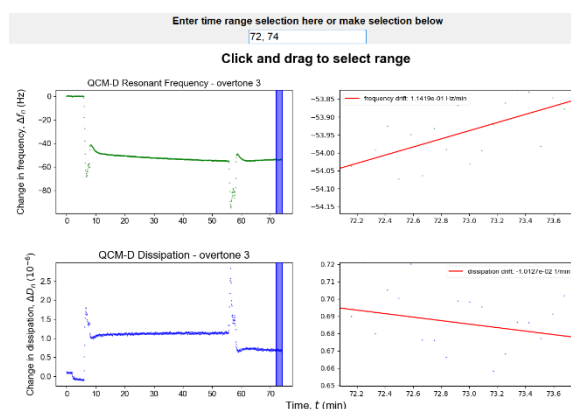 Enter time range selection here or make selection below
72, 74
Click and drag to select range
QCM-D Resonant Frequency - overtone 3
Change in frequency, Δfₙ (Hz)
0
−20
−40
−60
−80
0 10 20 30 40 50 60 70
frequency drift: 1.1419e-01 Hz/min
−53.85
−53.90
−53.95
−54.00
−54.05
−54.10
−54.15
72.2 72.4 72.6 72.8 73.0 73.2 73.4 73.6
QCM-D Dissipation - overtone 3
Change in dissipation, ΔDₙ (10⁻⁶)
2.5
2.0
1.5
1.0
0.5
0.0
0 10 20 30 40 50 60 70
dissipation drift: -1.0127e-02 1/min
0.72
0.71
0.70
0.69
0.68
0.67
0.66
0.65
72.2 72.4 72.6 72.8 73.0 73.2 73.4 73.6
Time, t (min)